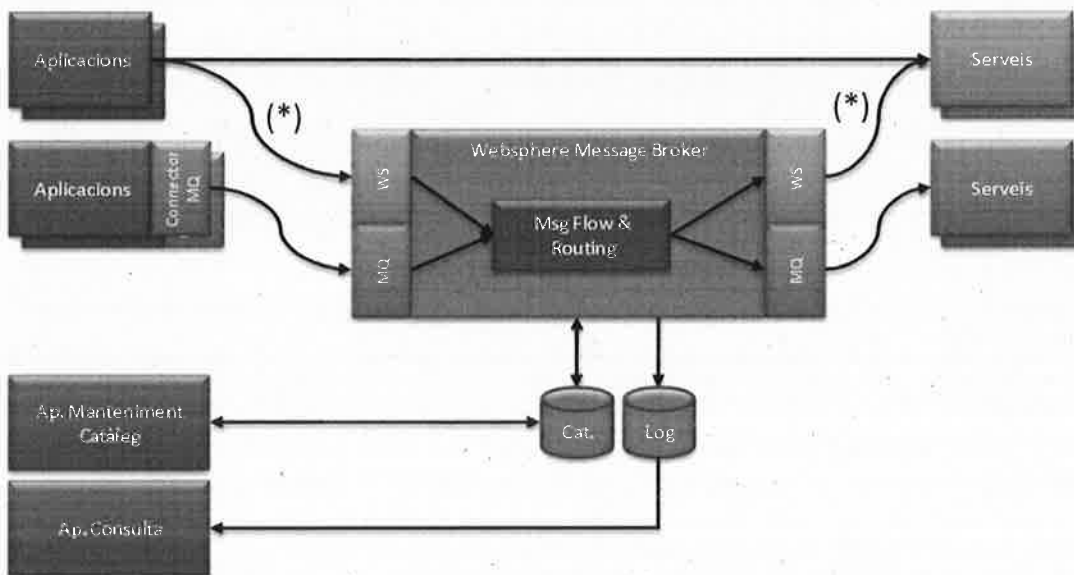 Aplicacions
Serveis
(*)
(*)
Websphere Message Broker
Aplicacions
Connector
MQ
WS
WS
Serveis
Msg Flow &
Routing
MQ
MQ
Ap. Manteniment
Catàleg
Cat.
Log
Ap. Consulta